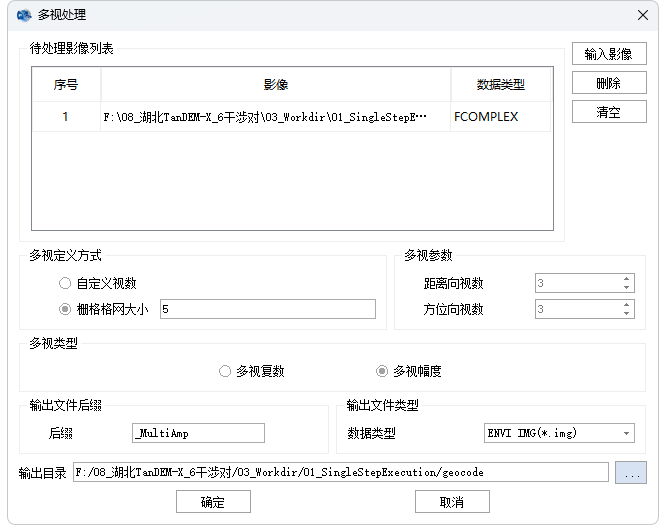 多视处理
待处理影像列表
输入影像
序号 影像 数据类型
删除
1 F:\08_湖北TanDEM-X_6干涉对\03_Workdir\01_SingleStepE… FCOMPLEX
清空
多视定义方式
多视参数
自定义视数
距离向视数 3
栅格格网大小 5
方位向视数 3
多视类型
多视复数 多视幅度
输出文件后缀
输出文件类型
后缀 _MultiAmp
数据类型 ENVI IMG(*.img)
输出目录 F:/08_湖北TanDEM-X_6干涉对/03_Workdir/01_SingleStepExecution/geocode ...
确定 取消